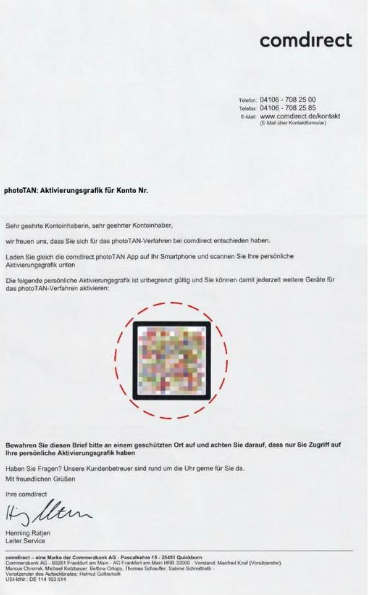 comdirect
Telefon: 04106 - 708 25 00
Telefax: 04106 - 708 25 85
E-Mail: www.comdirect.de/kontakt
(E-Mail über Kontaktformular)
photoTAN: Aktivierungsgrafik für Konto Nr.
Sehr geehrte Kontoinhaberin, sehr geehrter Kontoinhaber,
wir freuen uns, dass Sie sich für das photoTAN-Verfahren bei comdirect entschieden haben.
Laden Sie gleich die comdirect photoTAN App auf Ihr Smartphone und scannen Sie Ihre persönliche
Aktivierungsgrafik unten
Die folgende persönliche Aktivierungsgrafik ist unbegrenzt gültig und Sie können damit jederzeit weitere Geräte für
das photoTAN-Verfahren aktivieren:
Bewahren Sie diesen Brief bitte an einem geschützten Ort auf und achten Sie darauf, dass nur Sie Zugriff auf
Ihre persönliche Aktivierungsgrafik haben
Haben Sie Fragen? Unsere Kundenbetreuer sind rund um die Uhr gerne für Sie da.
Mit freundlichen Grüßen
Ihre comdirect
Henning Ratjen
Leiter Service
comdirect – eine Marke der Commerzbank AG - Pascalkehre 15 - 25451 Quickborn
Commerzbank AG - 60261 Frankfurt am Main - AG Frankfurt am Main HRB 32000 - Vorstand: Manfred Knof (Vorsitzender),
Marcus Chromik, Michael Kotzbauer, Bettina Orlopp, Thomas Schaufler, Sabine Schmittroth -
Vorsitzender des Aufsichtsrates: Helmut Gottschalk
USt-IdNr.: DE 114 103 514